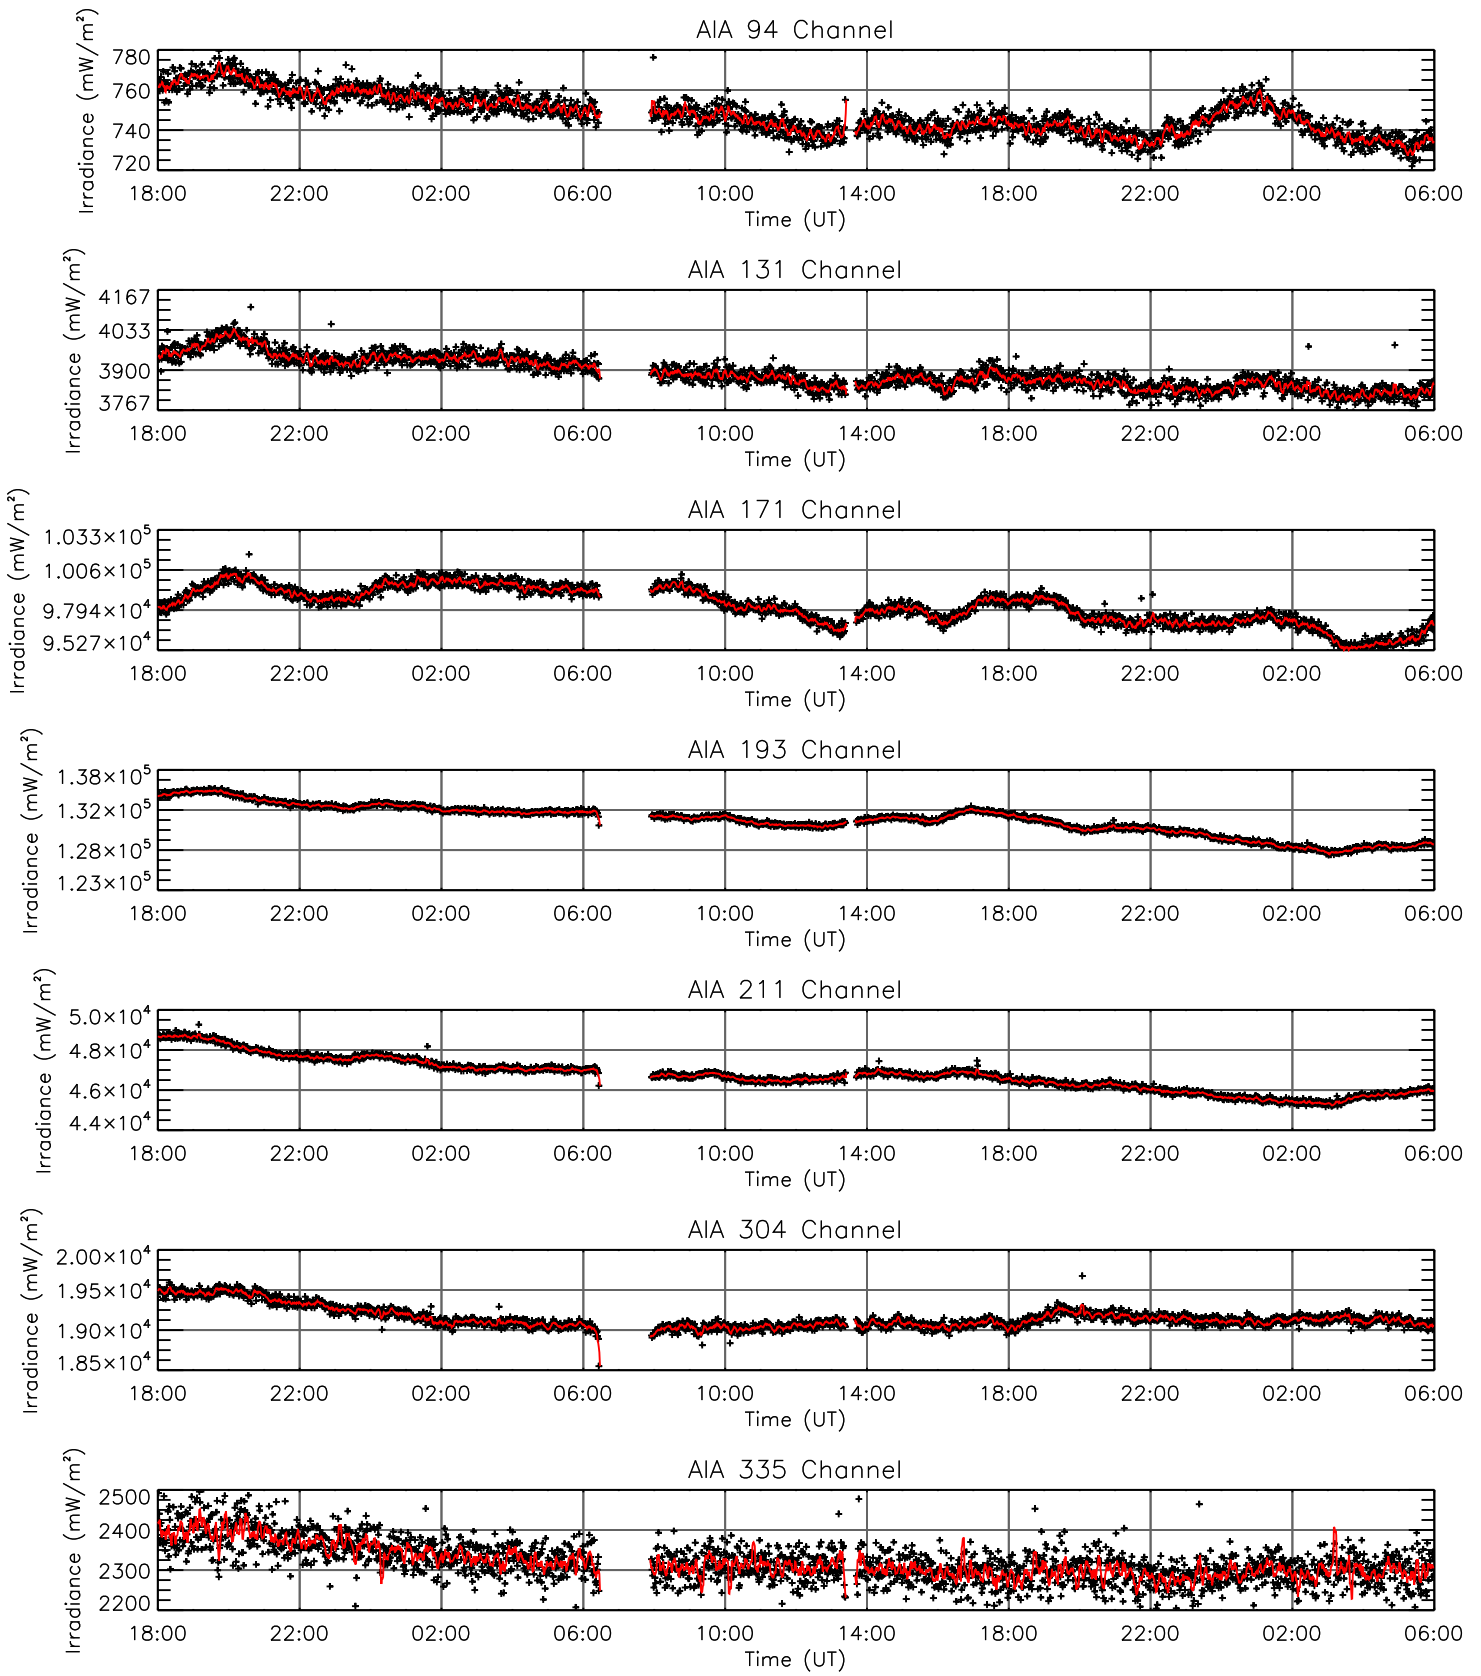 AIA 94 Channel
Irradiance (mW/m²)
780
760
740
720
18:00 22:00 02:00 06:00 10:00 14:00 18:00 22:00 02:00 06:00
Time (UT)
AIA 131 Channel
Irradiance (mW/m²)
4167
4033
3900
3767
18:00 22:00 02:00 06:00 10:00 14:00 18:00 22:00 02:00 06:00
Time (UT)
AIA 171 Channel
Irradiance (mW/m²)
1.033×10⁵
1.006×10⁵
9.794×10⁴
9.527×10⁴
18:00 22:00 02:00 06:00 10:00 14:00 18:00 22:00 02:00 06:00
Time (UT)
AIA 193 Channel
Irradiance (mW/m²)
1.38×10⁵
1.32×10⁵
1.28×10⁵
1.23×10⁵
18:00 22:00 02:00 06:00 10:00 14:00 18:00 22:00 02:00 06:00
Time (UT)
AIA 211 Channel
Irradiance (mW/m²)
5.0×10⁴
4.8×10⁴
4.6×10⁴
4.4×10⁴
18:00 22:00 02:00 06:00 10:00 14:00 18:00 22:00 02:00 06:00
Time (UT)
AIA 304 Channel
Irradiance (mW/m²)
2.00×10⁴
1.95×10⁴
1.90×10⁴
1.85×10⁴
18:00 22:00 02:00 06:00 10:00 14:00 18:00 22:00 02:00 06:00
Time (UT)
AIA 335 Channel
Irradiance (mW/m²)
2500
2400
2300
2200
18:00 22:00 02:00 06:00 10:00 14:00 18:00 22:00 02:00 06:00
Time (UT)